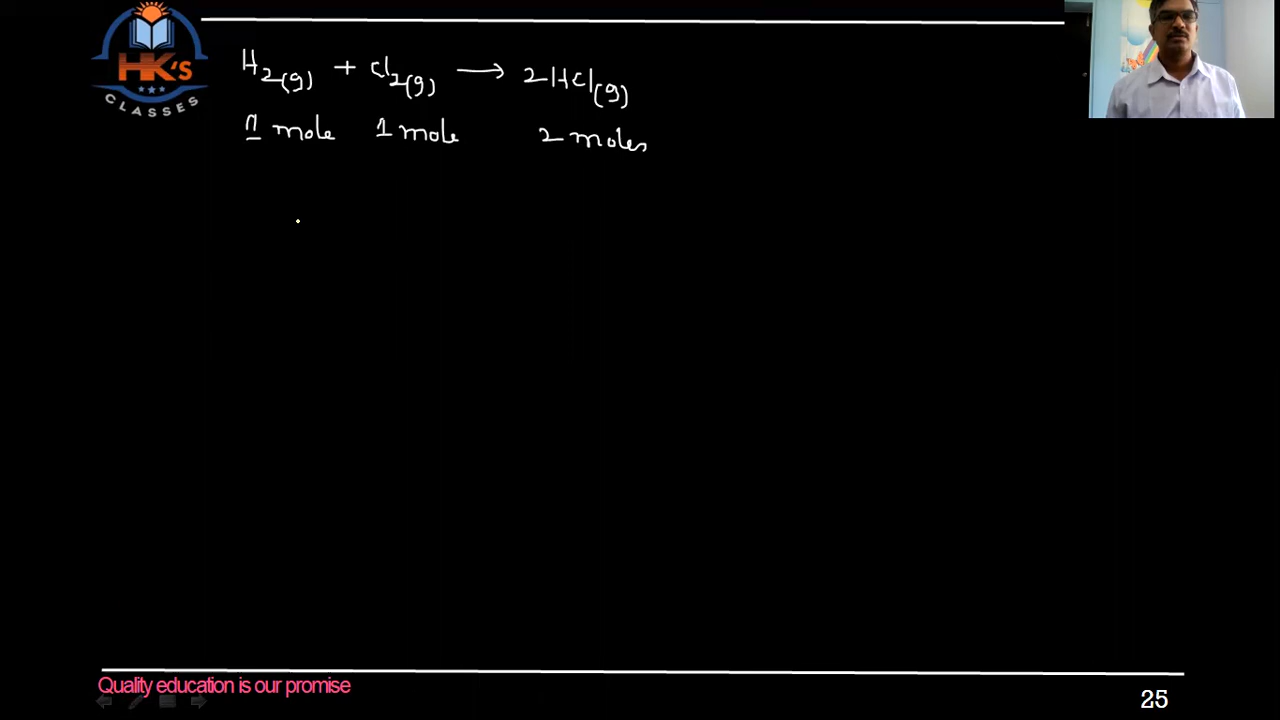 HK'S
CLASSES
H₂(g) + Cl₂(g) ⟶ 2HCl(g)
1 mole 1 mole 2 moles
Quality education is our promise
25